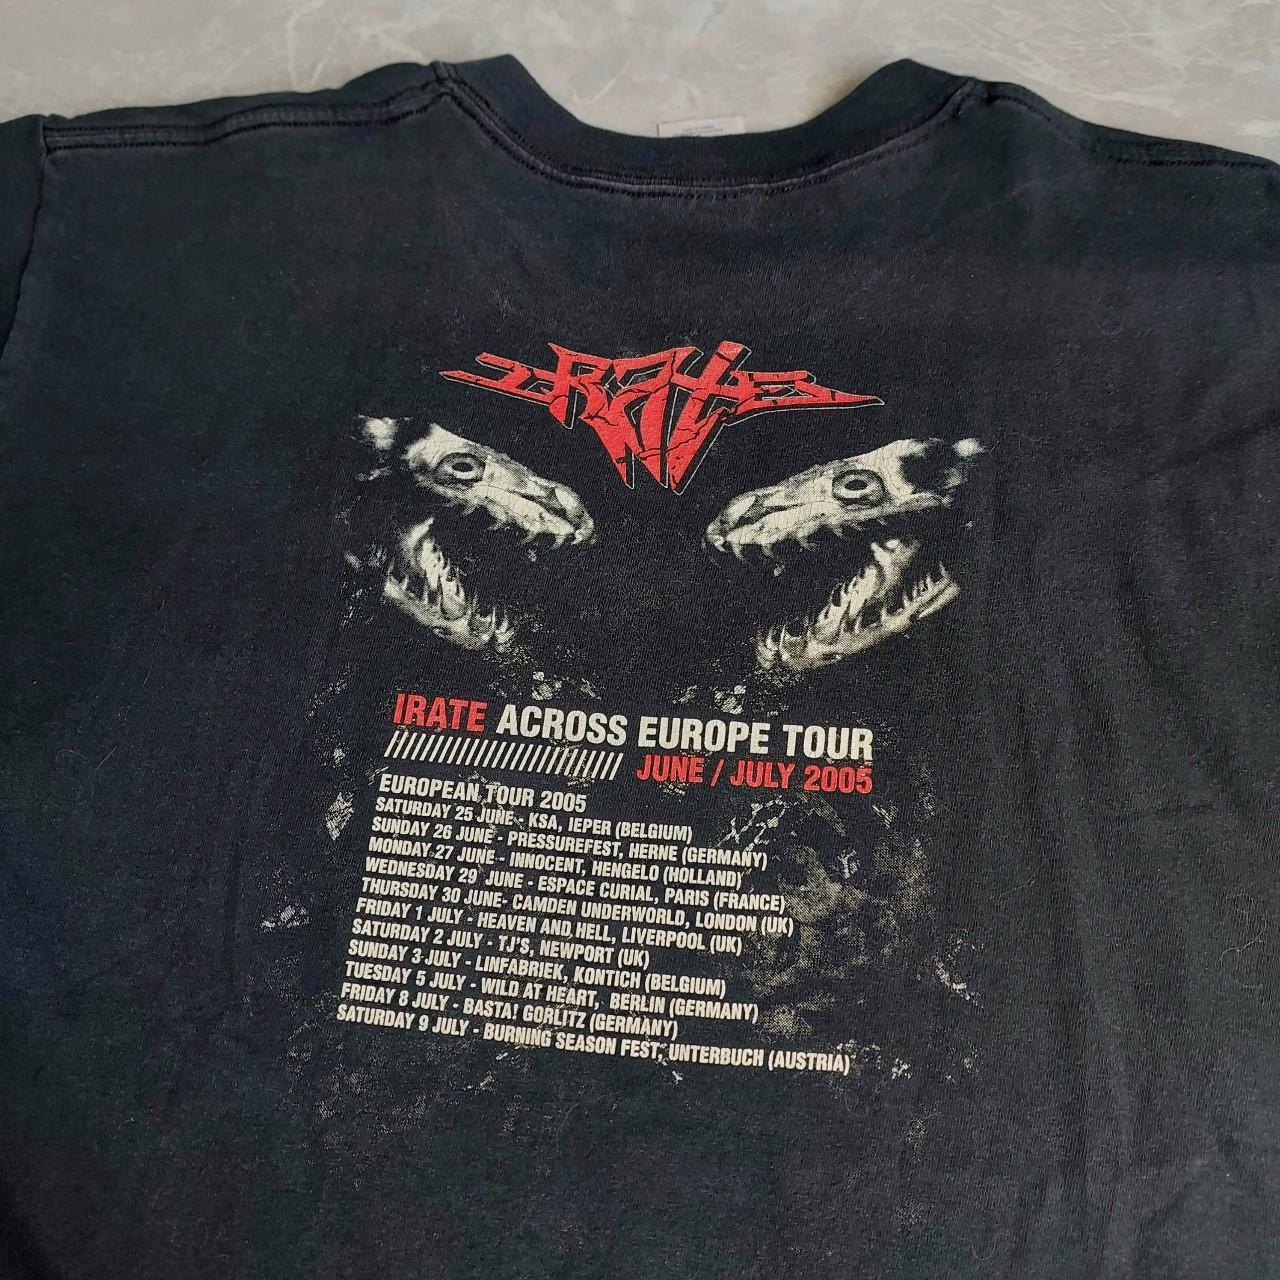 IRATE
NY
IRATE ACROSS EUROPE TOUR
JUNE / JULY 2005
EUROPEAN TOUR 2005
SATURDAY 25 JUNE - KSA, IEPER (BELGIUM)
SUNDAY 26 JUNE - PRESSUREFEST, HERNE (GERMANY)
MONDAY 27 JUNE - INNOCENT, HENGELO (HOLLAND)
WEDNESDAY 29 JUNE - ESPACE CURIAL, PARIS (FRANCE)
THURSDAY 30 JUNE- CAMDEN UNDERWORLD, LONDON (UK)
FRIDAY 1 JULY - HEAVEN AND HELL, LIVERPOOL (UK)
SATURDAY 2 JULY - TJ'S, NEWPORT (UK)
SUNDAY 3 JULY - LINFABRIEK, KONTICH (BELGIUM)
TUESDAY 5 JULY - WILD AT HEART, BERLIN (GERMANY)
FRIDAY 8 JULY - BASTA! GORLITZ (GERMANY)
SATURDAY 9 JULY - BURNING SEASON FEST, UNTERBUCH (AUSTRIA)